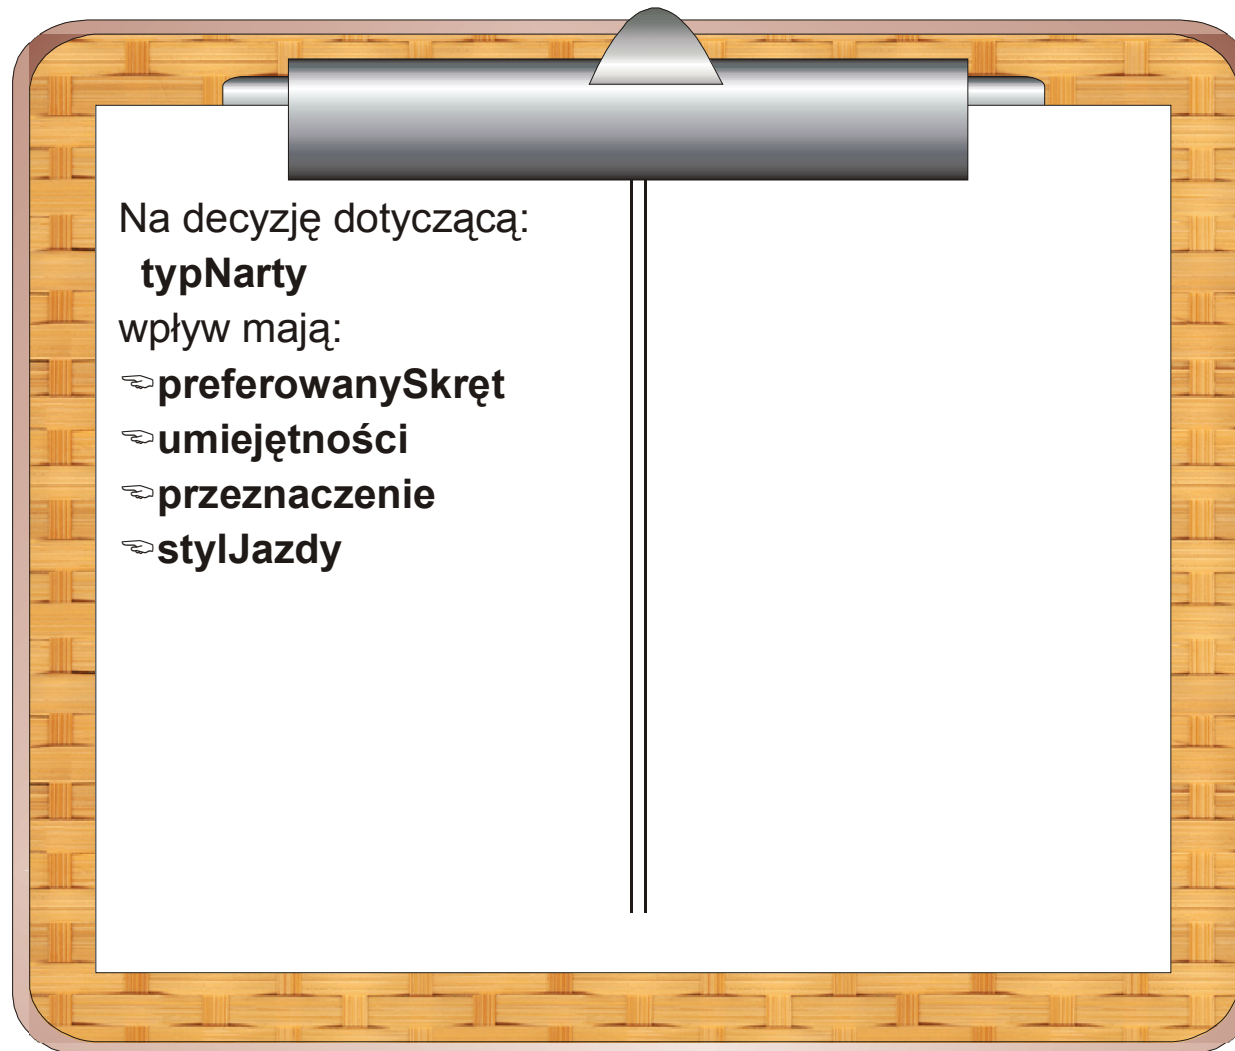 Na decyzję dotyczącą:
typNarty
wpływ mają:
☜preferowanySkręt
☜umiejętności
☜przeznaczenie
☜stylJazdy